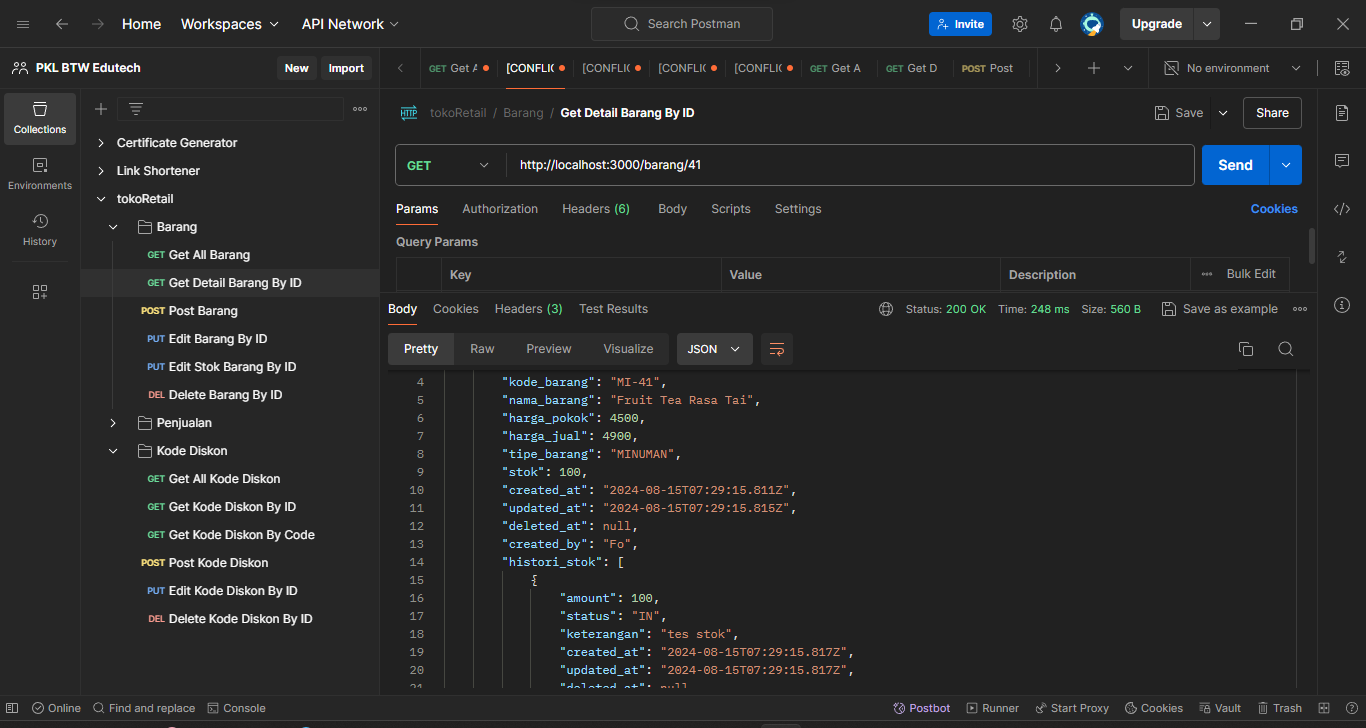 Home Workspaces API Network Search Postman Invite Upgrade
PKL BTW Edutech New Import
GET Get A [CONFLIC [CONFLIC [CONFLIC [CONFLIC GET Get A GET Get D POST Post No environment
Collections
Environments
History
Certificate Generator
Link Shortener
tokoRetail
Barang
GET Get All Barang
GET Get Detail Barang By ID
POST Post Barang
PUT Edit Barang By ID
PUT Edit Stok Barang By ID
DEL Delete Barang By ID
Penjualan
Kode Diskon
GET Get All Kode Diskon
GET Get Kode Diskon By ID
GET Get Kode Diskon By Code
POST Post Kode Diskon
PUT Edit Kode Diskon By ID
DEL Delete Kode Diskon By ID
HTTP tokoRetail / Barang / Get Detail Barang By ID Save Share
GET http://localhost:3000/barang/41 Send
Params Authorization Headers (6) Body Scripts Settings Cookies
Query Params
Key Value Description Bulk Edit
Body Cookies Headers (3) Test Results Status: 200 OK Time: 248 ms Size: 560 B Save as example
Pretty Raw Preview Visualize JSON
4 "kode_barang": "MI-41",
5 "nama_barang": "Fruit Tea Rasa Tai",
6 "harga_pokok": 4500,
7 "harga_jual": 4900,
8 "tipe_barang": "MINUMAN",
9 "stok": 100,
10 "created_at": "2024-08-15T07:29:15.811Z",
11 "updated_at": "2024-08-15T07:29:15.815Z",
12 "deleted_at": null,
13 "created_by": "Fo",
14 "histori_stok": [
15 {
16 "amount": 100,
17 "status": "IN",
18 "keterangan": "tes stok",
19 "created_at": "2024-08-15T07:29:15.817Z",
20 "updated_at": "2024-08-15T07:29:15.817Z",
21 "deleted_at": null
Online Find and replace Console Postbot Runner Start Proxy Cookies Vault Trash